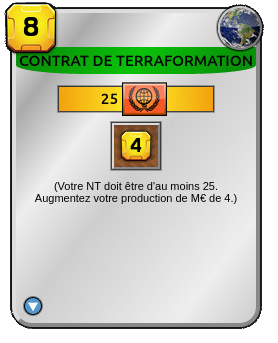 8
CONTRAT DE TERRAFORMATION
25
4
(Votre NT doit être d'au moins 25.
Augmentez votre production de M€ de 4.)